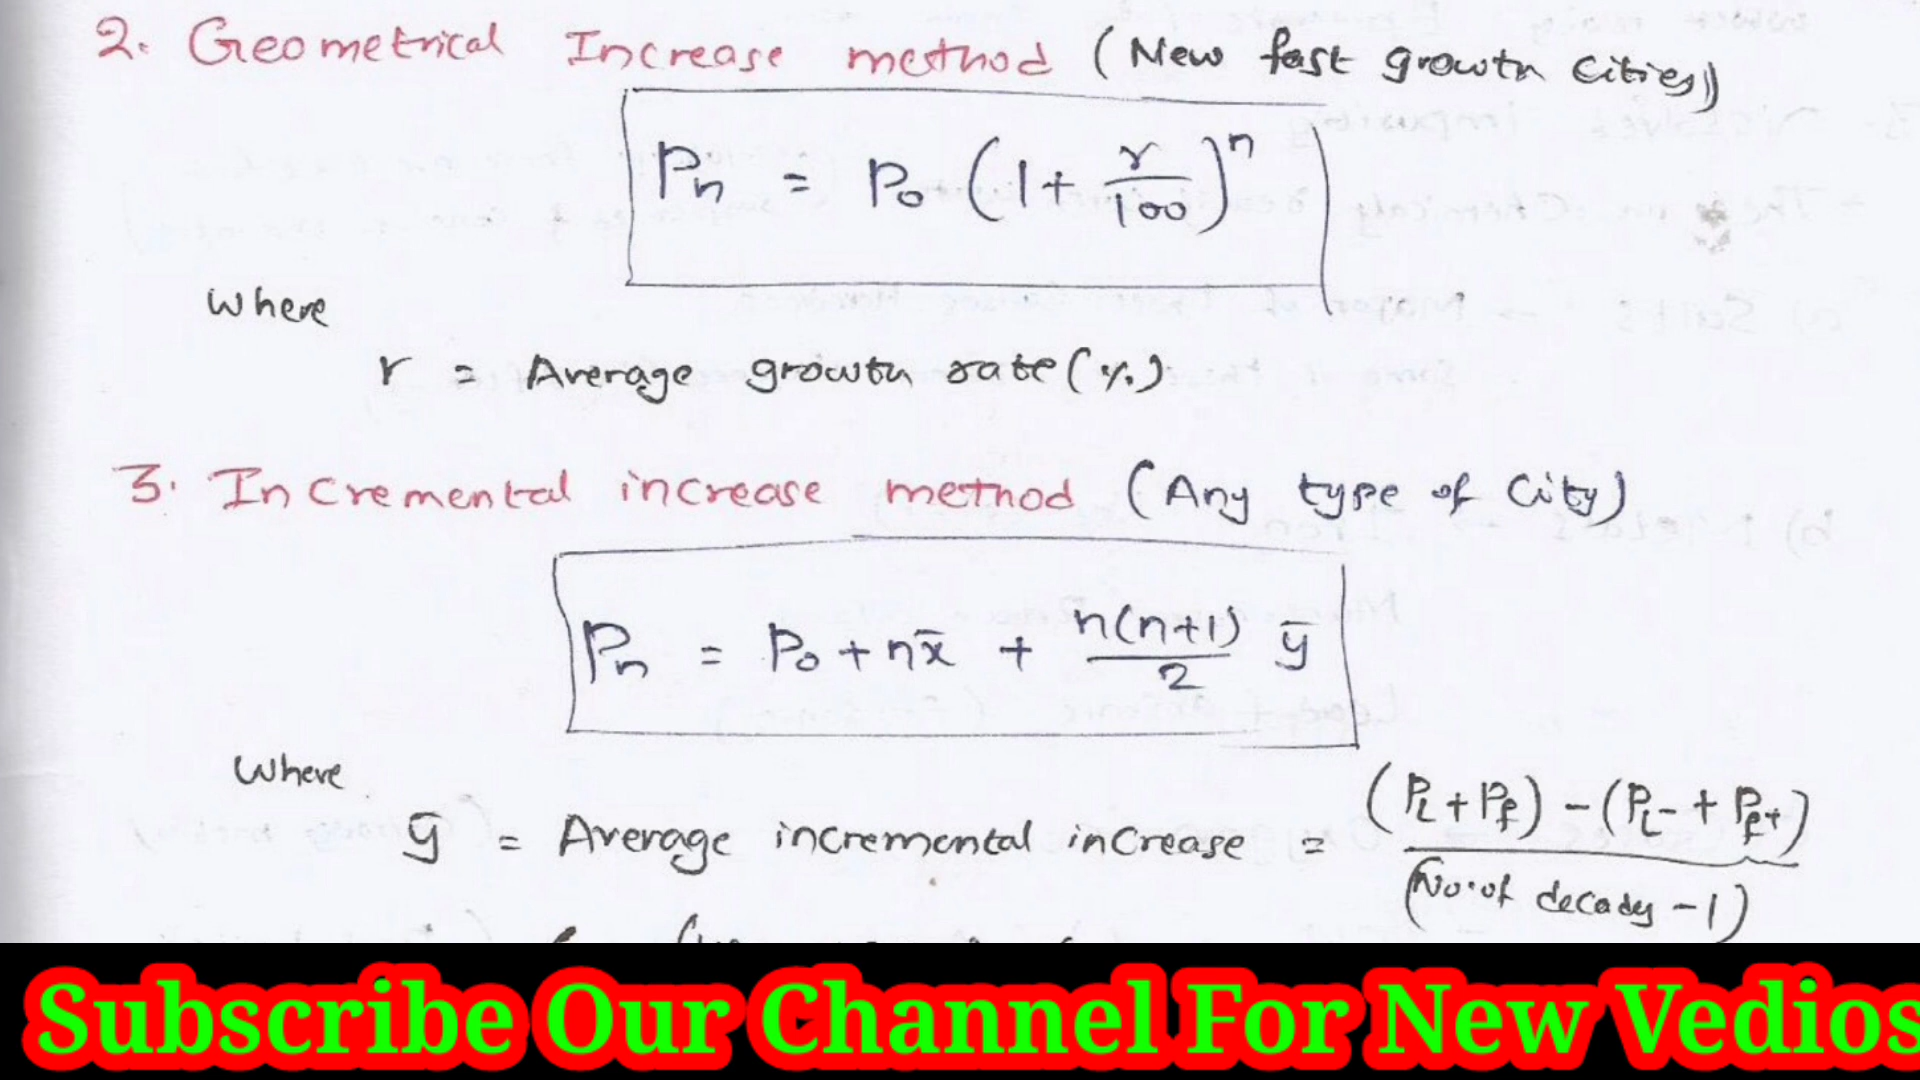 2. Geometrical Increase method (New fast growth cities)
Pn = Po (1 + r/100)^n
where
r = Average growth rate (%)
3. Incremental increase method (Any type of City)
Pn = Po + nx̄ + n(n+1)/2 ȳ
where
ȳ = Average incremental increase = (PL + Pf) - (PL- + Pf+) / (No. of decady - 1)
Subscribe Our Channel For New Vedios